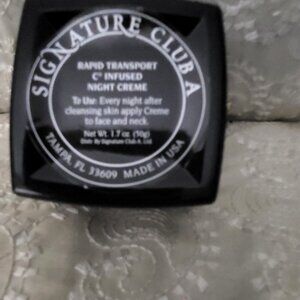 SIGNATURE CLUB A
RAPID TRANSPORT
C² INFUSED
NIGHT CREME
To Use: Every night after
cleansing skin apply Creme
to face and neck.
Net Wt. 1.7 oz (50g)
Distr. By Signature Club A, Ltd.
TAMPA, FL 33609 MADE IN USA